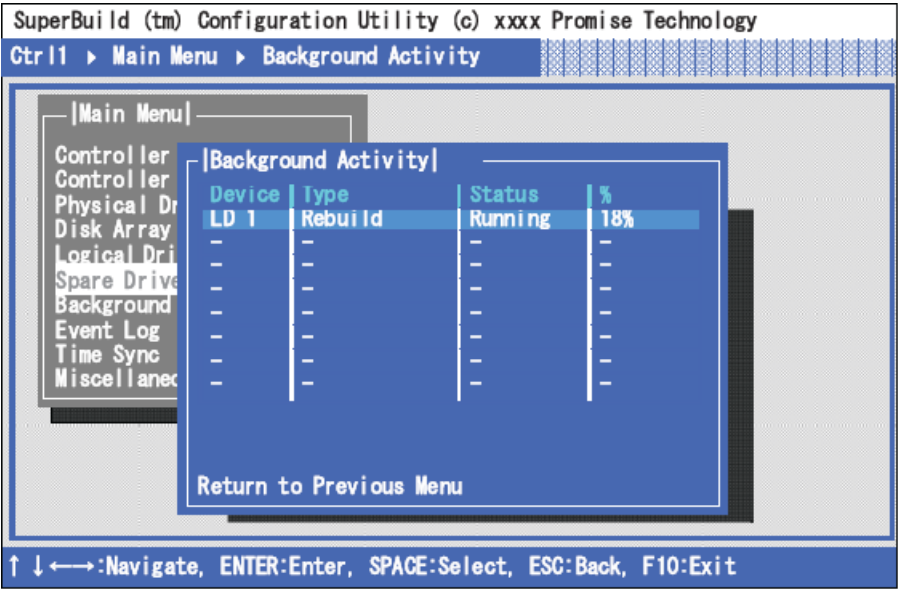 SuperBuild (tm) Configuration Utility (c) xxxx Promise Technology
Ctrl1 ▸ Main Menu ▸ Background Activity
|Main Menu|
Controller
Controller
Physical Dr
Disk Array
Logical Dri
Spare Drive
Background
Event Log
Time Sync
Miscellanec
|Background Activity|
Device | Type | Status | %
LD 1 Rebuild Running 18%
– – – –
– – – –
– – – –
– – – –
– – – –
– – – –
– – – –
Return to Previous Menu
↑↓←→:Navigate, ENTER:Enter, SPACE:Select, ESC:Back, F10:Exit